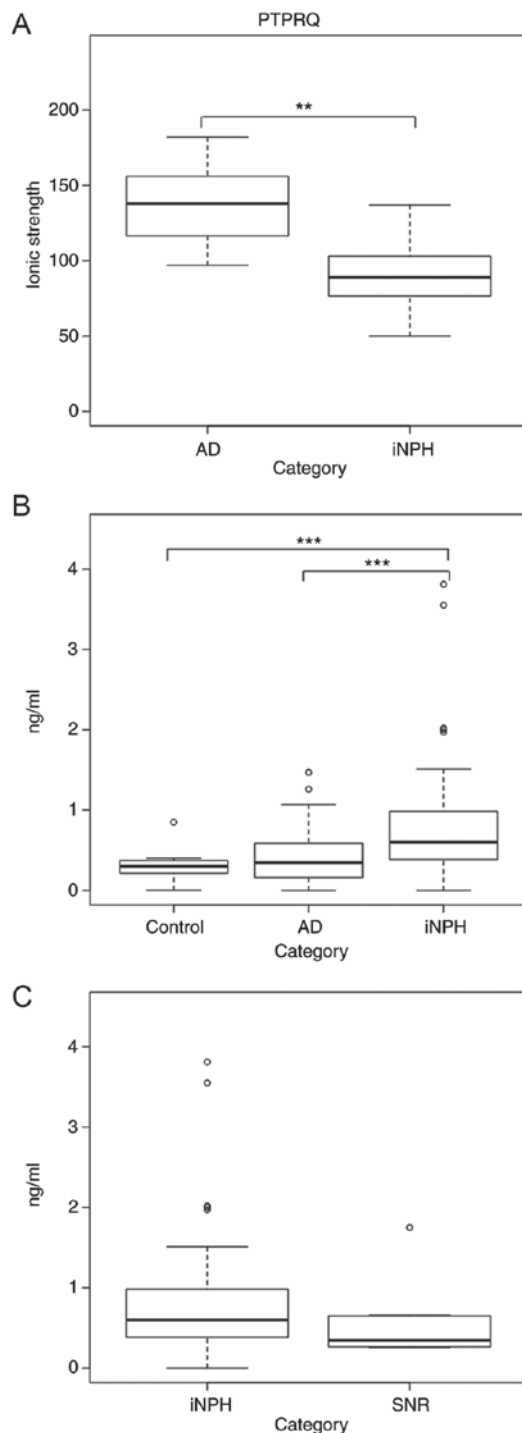 A
PTPRQ
**
200
150
100
50
0
Ionic strength
AD iNPH
Category
B
***
***
4
3
2
1
0
ng/ml
Control AD iNPH
Category
C
4
3
2
1
0
ng/ml
iNPH SNR
Category